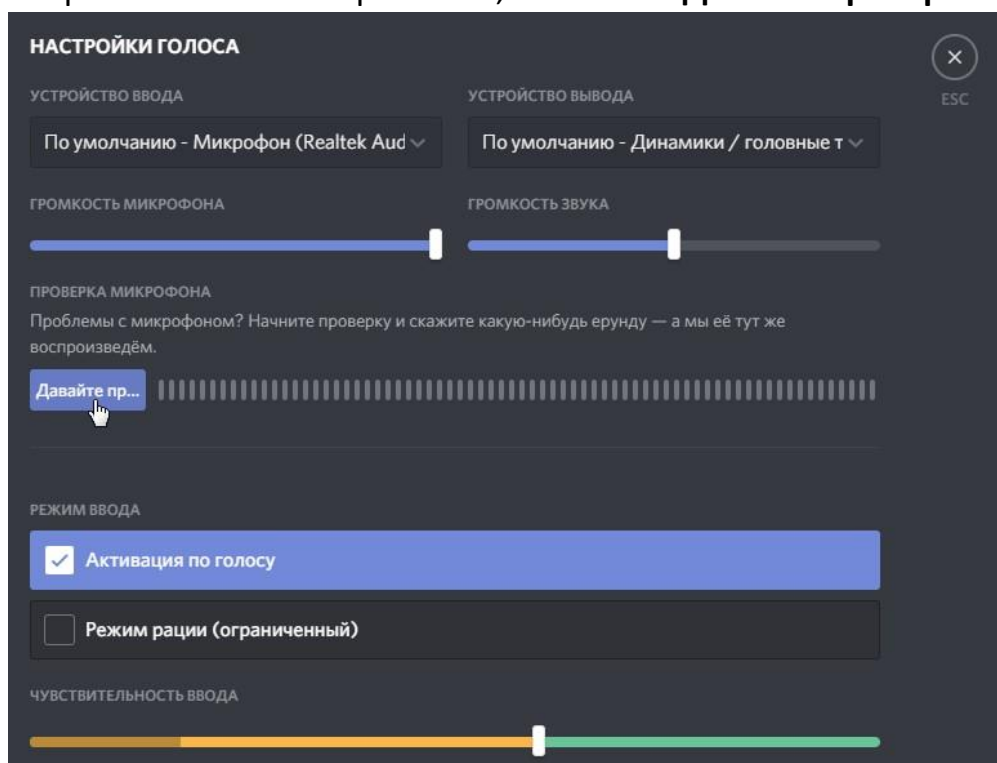 НАСТРОЙКИ ГОЛОСА
ESC
УСТРОЙСТВО ВВОДА
УСТРОЙСТВО ВЫВОДА
По умолчанию - Микрофон (Realtek Aud
По умолчанию - Динамики / головные т
ГРОМКОСТЬ МИКРОФОНА
ГРОМКОСТЬ ЗВУКА
ПРОВЕРКА МИКРОФОНА
Проблемы с микрофоном? Начните проверку и скажите какую-нибудь ерунду — а мы её тут же
воспроизведём.
Давайте пр...
РЕЖИМ ВВОДА
Активация по голосу
Режим рации (ограниченный)
ЧУВСТВИТЕЛЬНОСТЬ ВВОДА